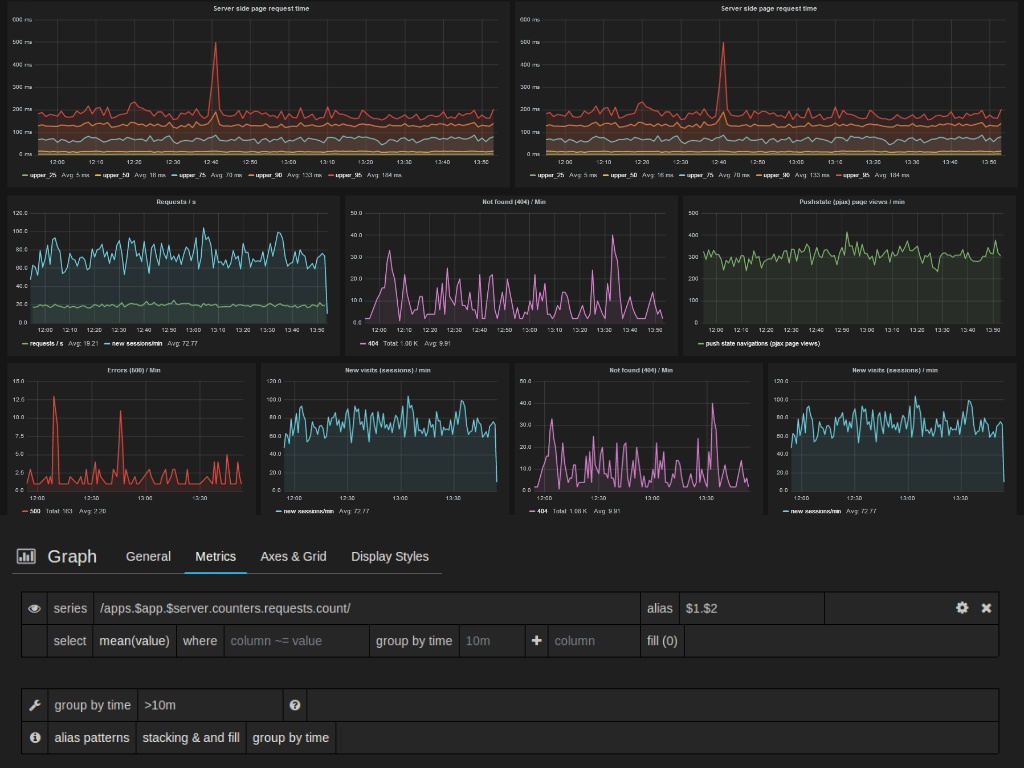 Server side page request time Server side page request time
600 ms 600 ms
500 ms 500 ms
400 ms 400 ms
300 ms 300 ms
200 ms 200 ms
100 ms 100 ms
0 ms 0 ms
12:00 12:10 12:20 12:30 12:40 12:50 13:00 13:10 13:20 13:30 13:40 13:50 12:00 12:10 12:20 12:30 12:40 12:50 13:00 13:10 13:20 13:30 13:40 13:50
upper_25 Avg: 5 ms upper_50 Avg: 16 ms upper_75 Avg: 70 ms upper_90 Avg: 133 ms upper_95 Avg: 184 ms upper_25 Avg: 5 ms upper_50 Avg: 16 ms upper_75 Avg: 70 ms upper_90 Avg: 133 ms upper_95 Avg: 184 ms
Requests / s Not found (404) / Min Pushstate (pjax) page views / min
120.0 50.0 500
100.0 40.0 400
80.0 30.0 300
60.0 20.0 200
40.0 10.0 100
20.0 0.0 0
0.0
12:00 12:10 12:20 12:30 12:40 12:50 13:00 13:10 13:20 13:30 13:40 13:50 12:00 12:10 12:20 12:30 12:40 12:50 13:00 13:10 13:20 13:30 13:40 13:50 12:00 12:10 12:20 12:30 12:40 12:50 13:00 13:10 13:20 13:30 13:40 13:50
requests / s Avg: 19.21 new sessions/min Avg: 72.77 404 Total: 1.08 K Avg: 9.91 push state navigations (pjax page views)
Errors (500) / Min New visits (sessions) / min Not found (404) / Min New visits (sessions) / min
15.0 120.0 50.0 120.0
12.5 100.0 40.0 100.0
10.0 80.0 30.0 80.0
7.5 60.0 20.0 60.0
5.0 40.0 10.0 40.0
2.5 20.0 0.0 20.0
0.0 0.0 0.0
12:00 12:30 13:00 13:30 12:00 12:30 13:00 13:30 12:00 12:30 13:00 13:30 12:00 12:30 13:00 13:30
500 Total: 163 Avg: 2.20 new sessions/min Avg: 72.77 404 Total: 1.08 K Avg: 9.91 new sessions/min Avg: 72.77
Graph General Metrics Axes & Grid Display Styles
series /apps.$app.$server.counters.requests.count/ alias $1.$2
select mean(value) where column ~= value group by time 10m column fill (0)
group by time >10m
alias patterns stacking & and fill group by time